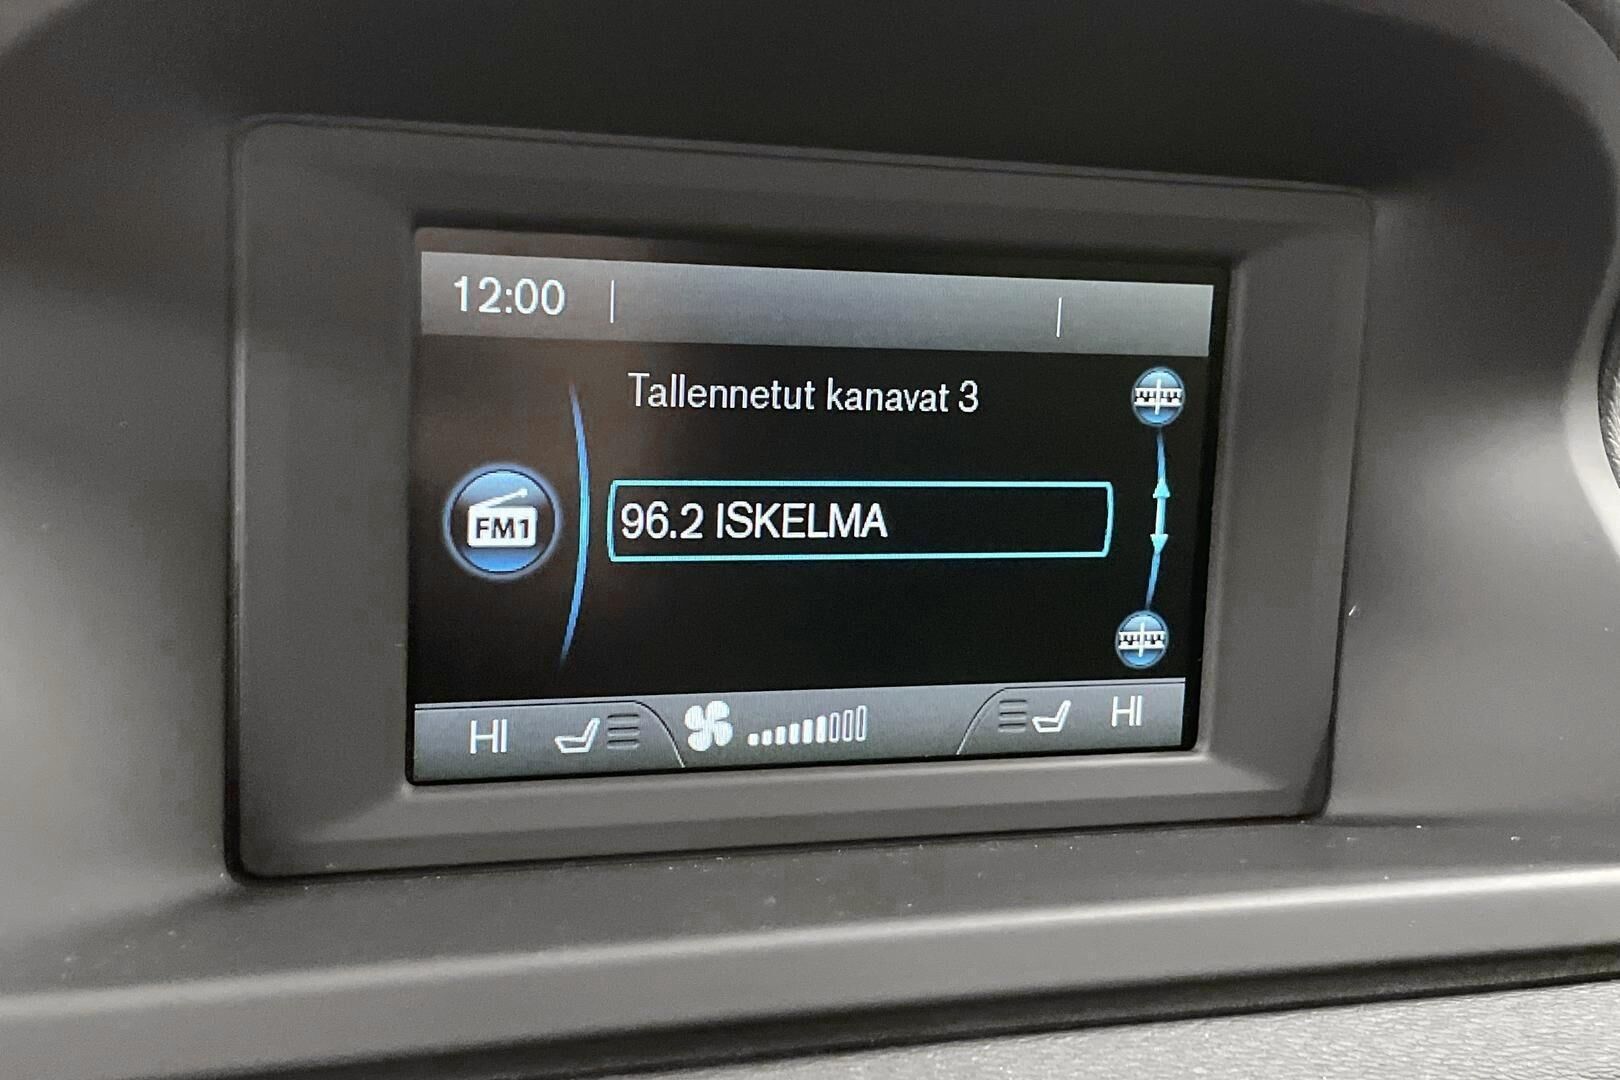 12:00
Tallennetut kanavat 3
FM1
96.2 ISKELMA
HI
HI